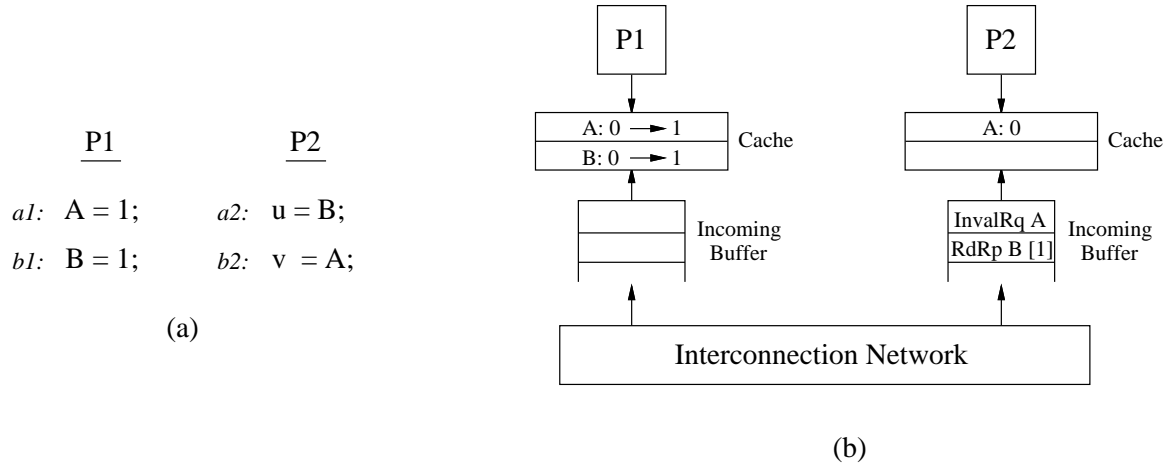 P1 P2
a1: A = 1; a2: u = B;
b1: B = 1; b2: v = A;
(a)
P1 P2
A: 0 1 Cache A: 0 Cache
B: 0 1
Incoming InvalRq A Incoming
Buffer RdRp B [1] Buffer
Interconnection Network
(b)